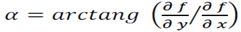 α = arctang (∂f/∂y / ∂f/∂x)